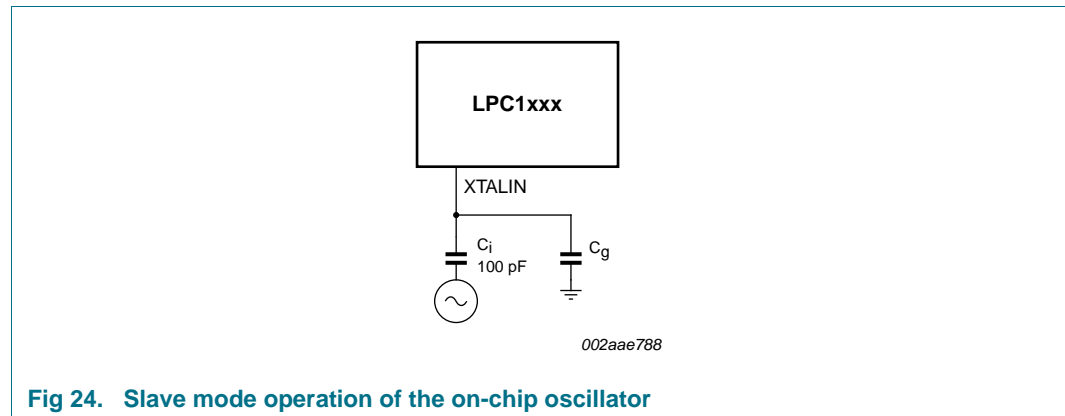 LPC1xxx
XTALIN
Ci
100 pF
Cg
002aae788
Fig 24. Slave mode operation of the on-chip oscillator